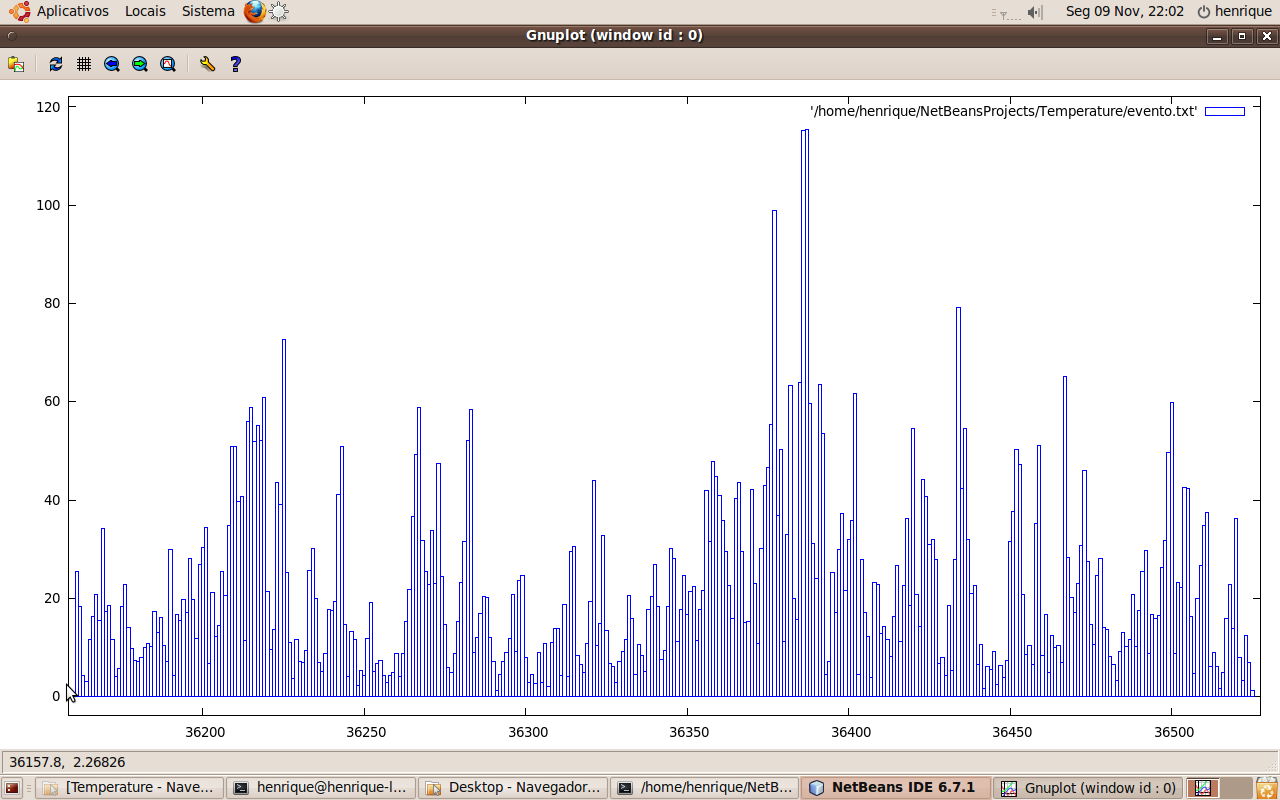 Aplicativos Locais Sistema Seg 09 Nov, 22:02 henrique
Gnuplot (window id : 0)
?
'/home/henrique/NetBeansProjects/Temperature/evento.txt'
120
100
80
60
40
20
0
36200 36250 36300 36350 36400 36450 36500
36157.8, 2.26826
[Temperature - Nave... henrique@henrique-l... Desktop - Navegador... /home/henrique/NetB... NetBeans IDE 6.7.1 Gnuplot (window id : 0)